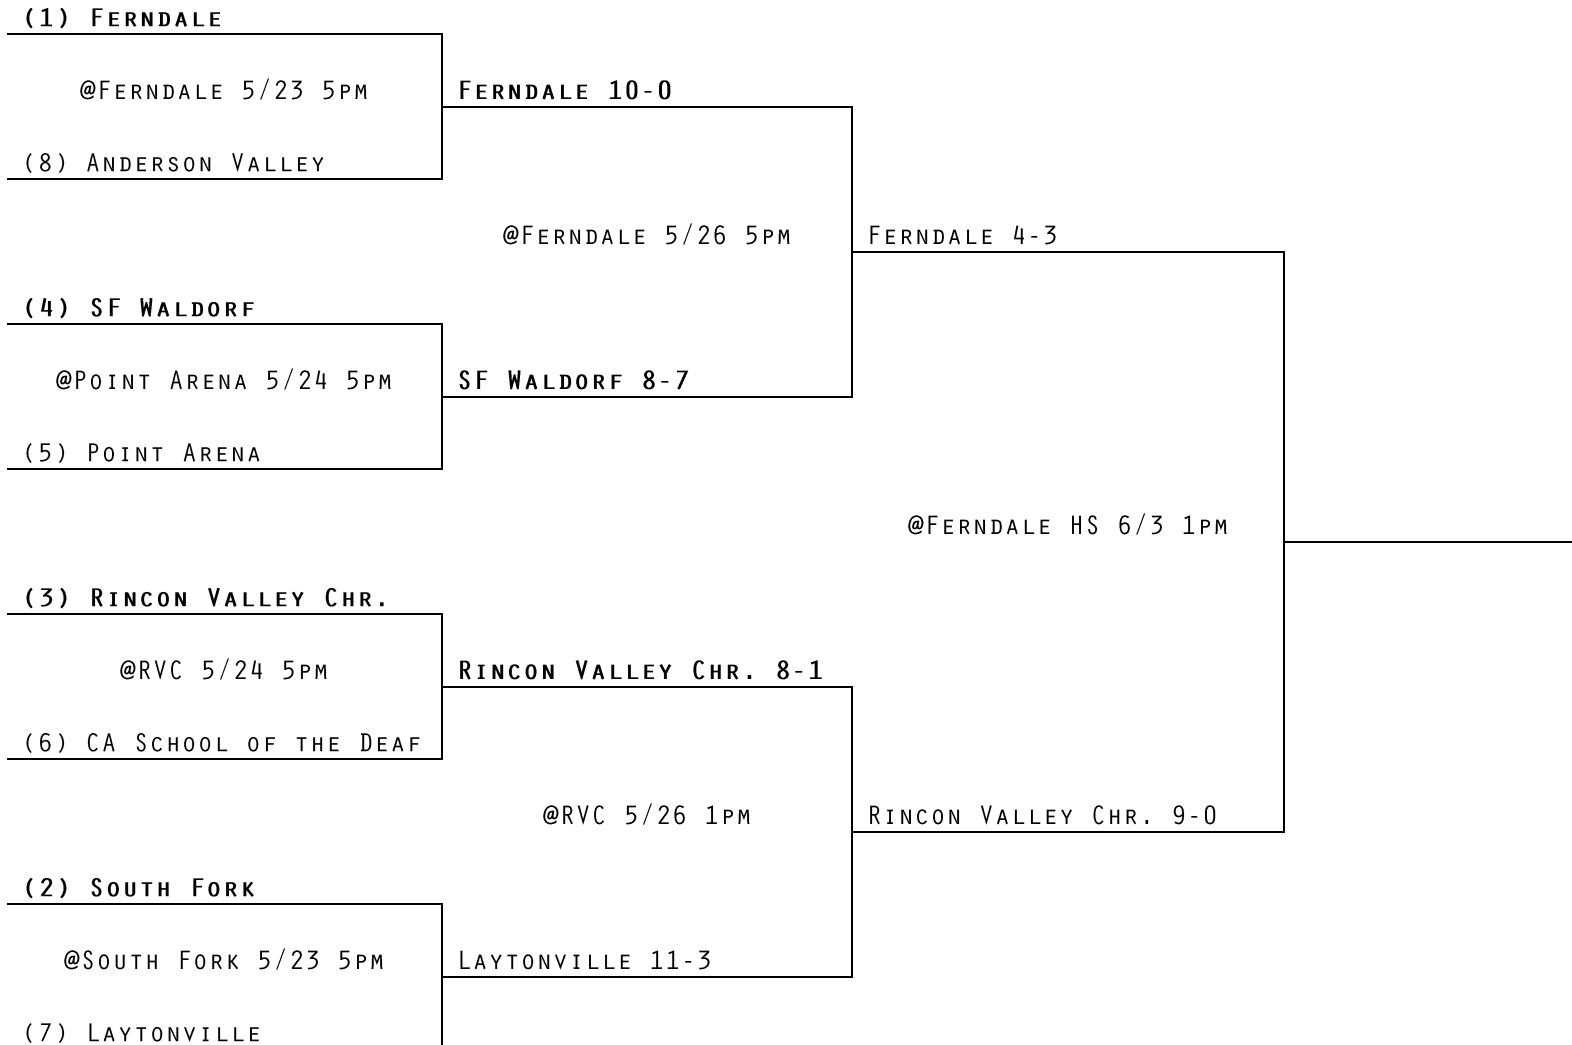 (1) Ferndale
@Ferndale 5/23 5pm
Ferndale 10-0
(8) Anderson Valley
@Ferndale 5/26 5pm
Ferndale 4-3
(4) SF Waldorf
@Point Arena 5/24 5pm
SF Waldorf 8-7
(5) Point Arena
@Ferndale HS 6/3 1pm
(3) Rincon Valley Chr.
@RVC 5/24 5pm
Rincon Valley Chr. 8-1
(6) CA School of the Deaf
@RVC 5/26 1pm
Rincon Valley Chr. 9-0
(2) South Fork
@South Fork 5/23 5pm
Laytonville 11-3
(7) Laytonville